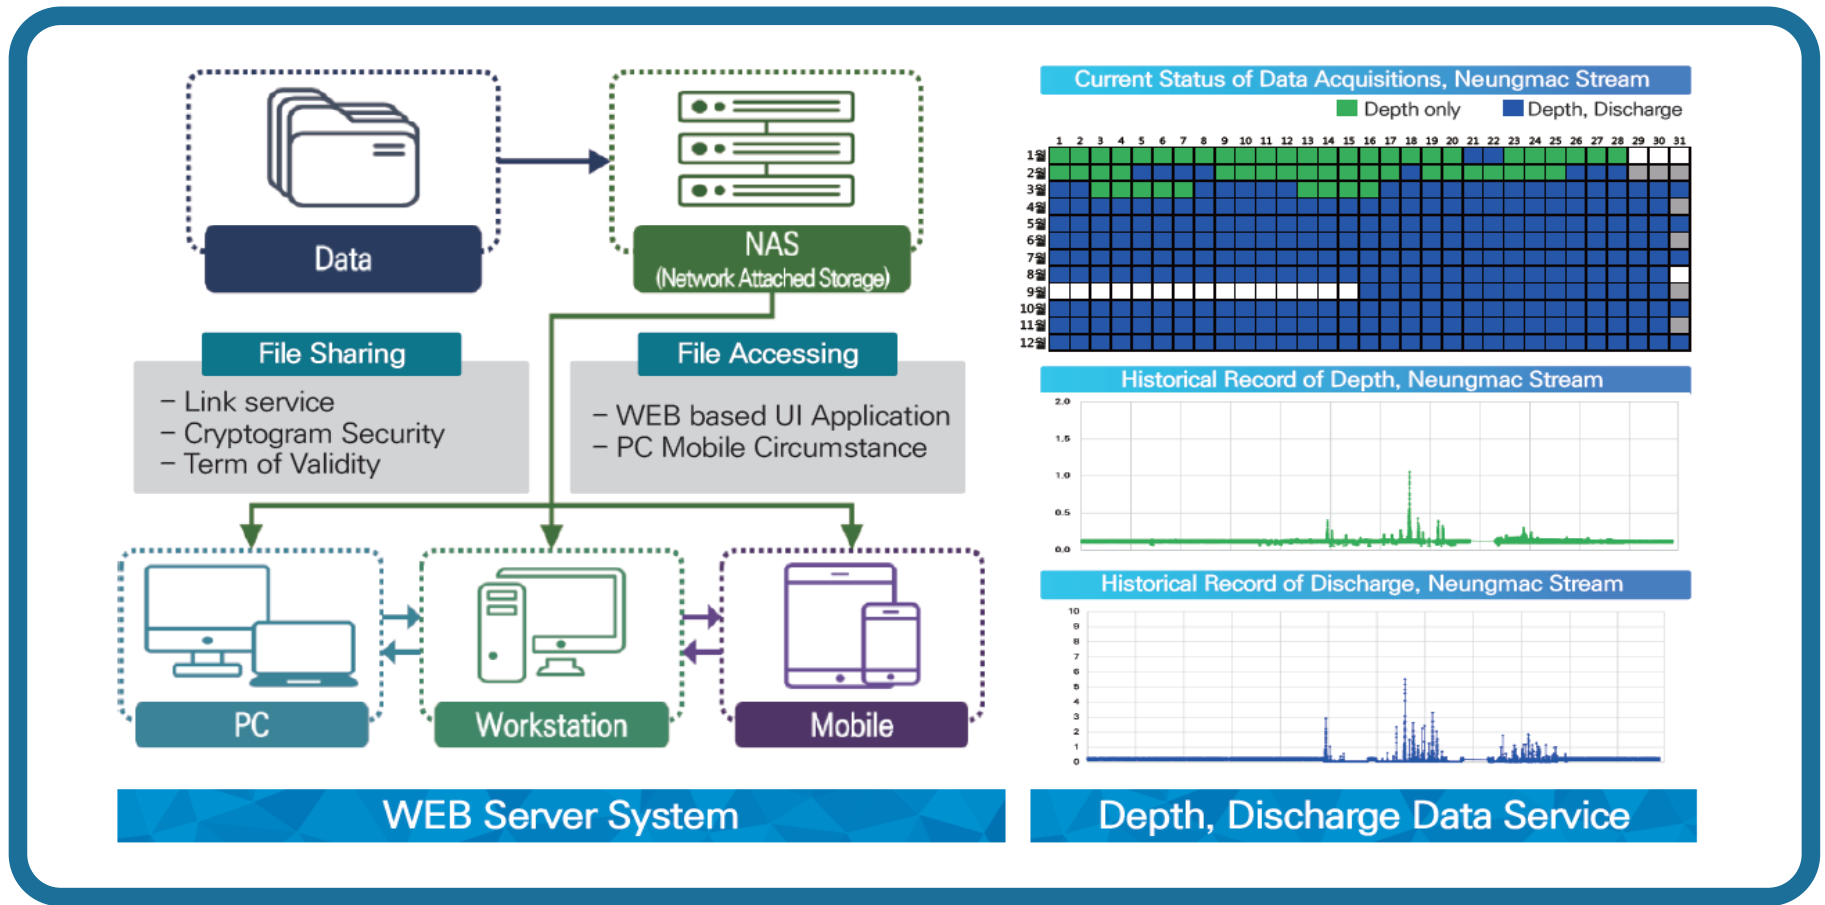 Data
NAS
(Network Attached Storage)
File Sharing
– Link service
– Cryptogram Security
– Term of Validity
File Accessing
– WEB based UI Application
– PC Mobile Circumstance
PC
Workstation
Mobile
WEB Server System
Current Status of Data Acquisitions, Neungmac Stream
Depth only
Depth, Discharge
1 2 3 4 5 6 7 8 9 10 11 12 13 14 15 16 17 18 19 20 21 22 23 24 25 26 27 28 29 30 31
1월
2월
3월
4월
5월
6월
7월
8월
9월
10월
11월
12월
Historical Record of Depth, Neungmac Stream
2.0
1.5
1.0
0.5
0.0
Historical Record of Discharge, Neungmac Stream
10
9
8
7
6
5
4
3
2
1
0
Depth, Discharge Data Service